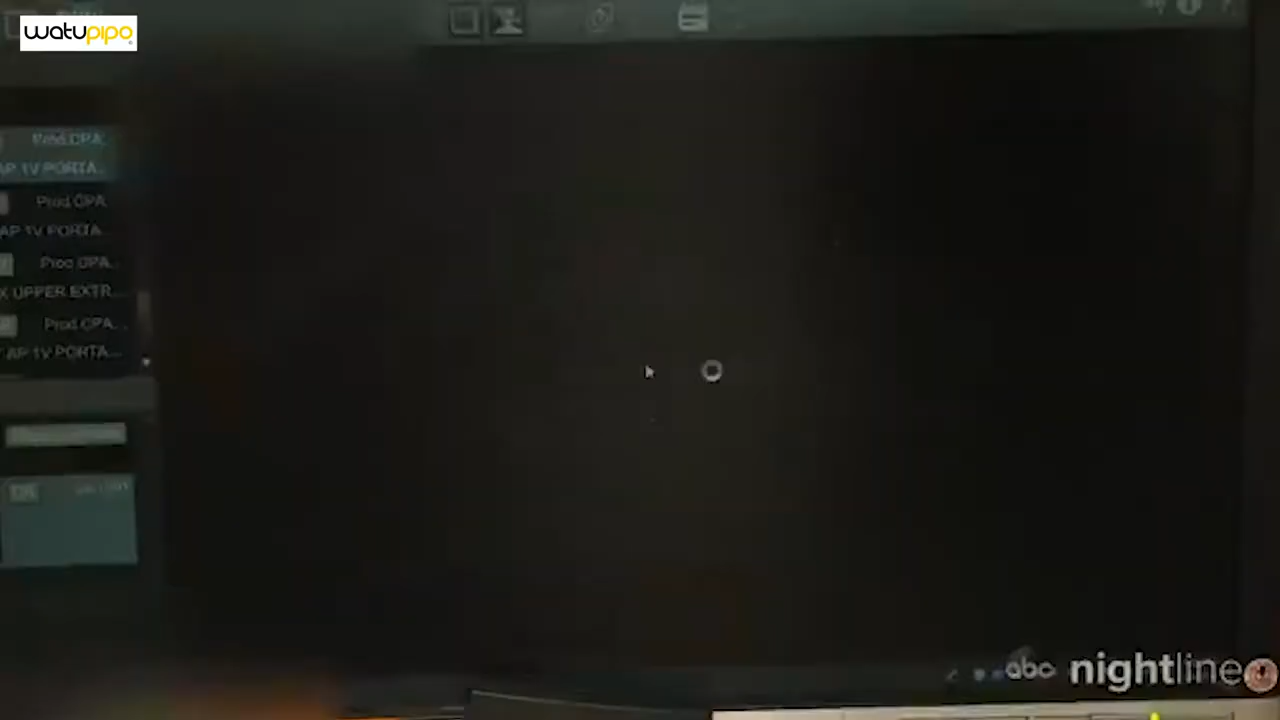 watupipo
Prod.CPA..
AP 1V PORTA...
Prod.CPA.
AP 1V PORTA...
Prod.CPA...
X UPPER EXTR...
Prod.CPA...
AP 1V PORTA...
abc nightline